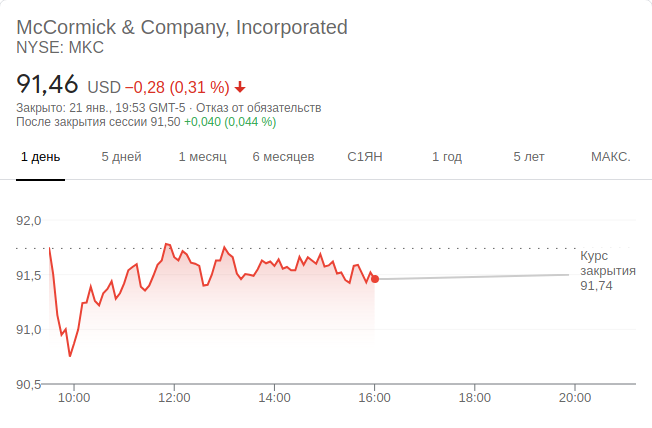 McCormick & Company, Incorporated
NYSE: MKC
91,46 USD −0,28 (0,31 %)
Закрыто: 21 янв., 19:53 GMT-5 · Отказ от обязательств
После закрытия сессии 91,50 +0,040 (0,044 %)
1 день 5 дней 1 месяц 6 месяцев С1ЯН 1 год 5 лет МАКС.
92,0
Курс
закрытия
91,5
91,74
91,0
90,5
10:00 12:00 14:00 16:00 18:00 20:00